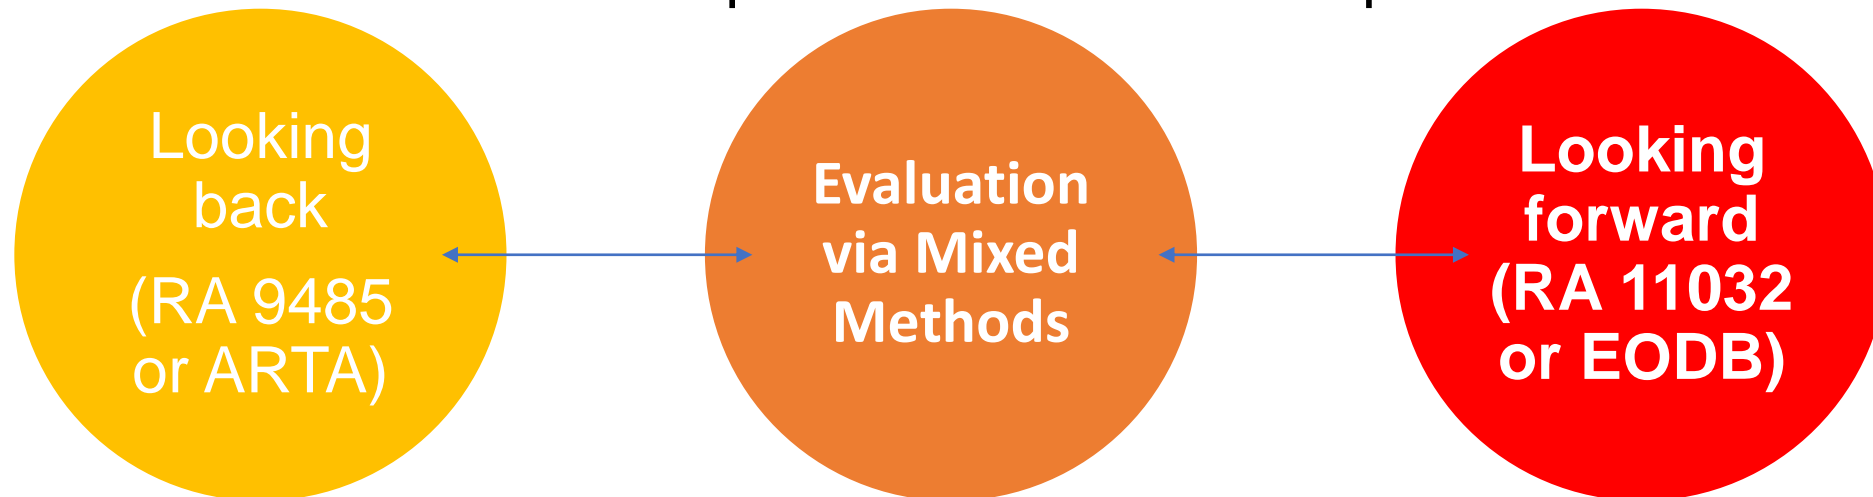 Looking
back
(RA 9485
or ARTA)
Evaluation
via Mixed
Methods
Looking
forward
(RA 11032
or EODB)